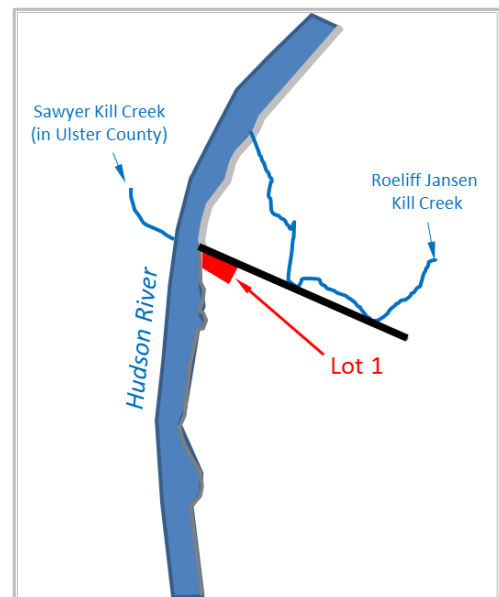 Sawyer Kill Creek
(in Ulster County)
Roeliff Jansen
Kill Creek
Hudson River
Lot 1